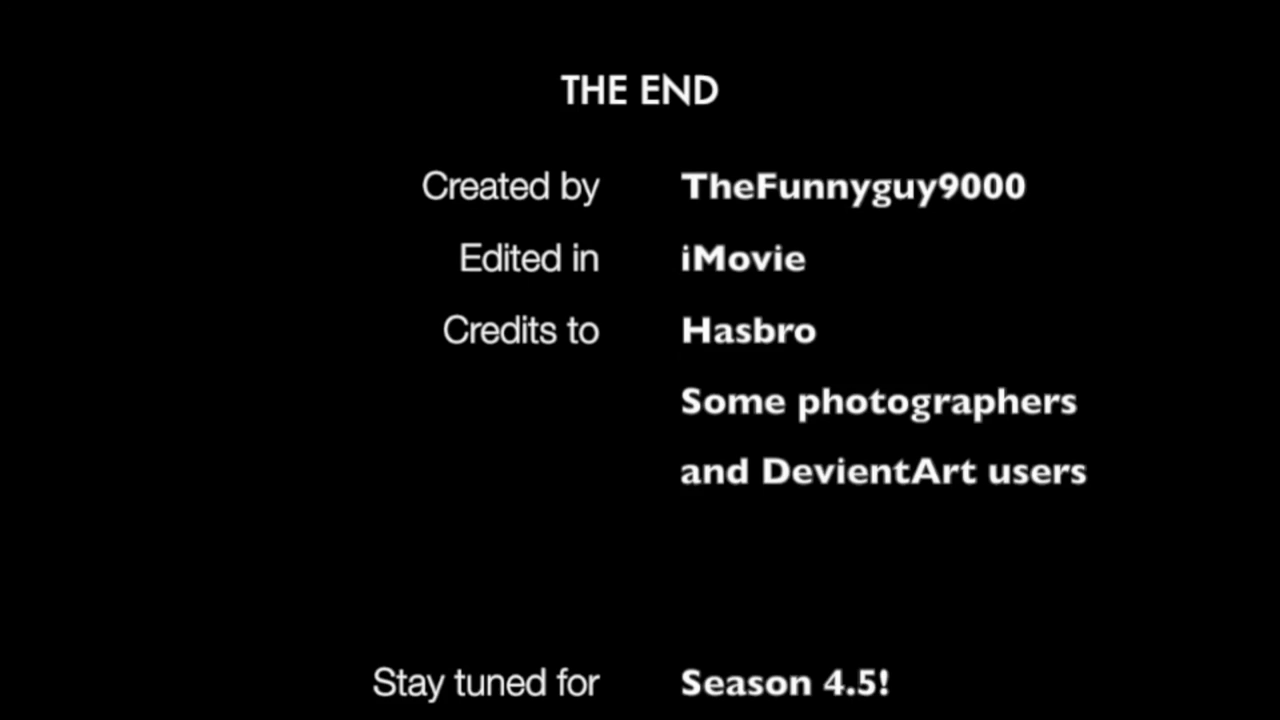 THE END
Created by TheFunnyguy9000
Edited in iMovie
Credits to Hasbro
Some photographers
and DevientArt users
Stay tuned for Season 4.5!